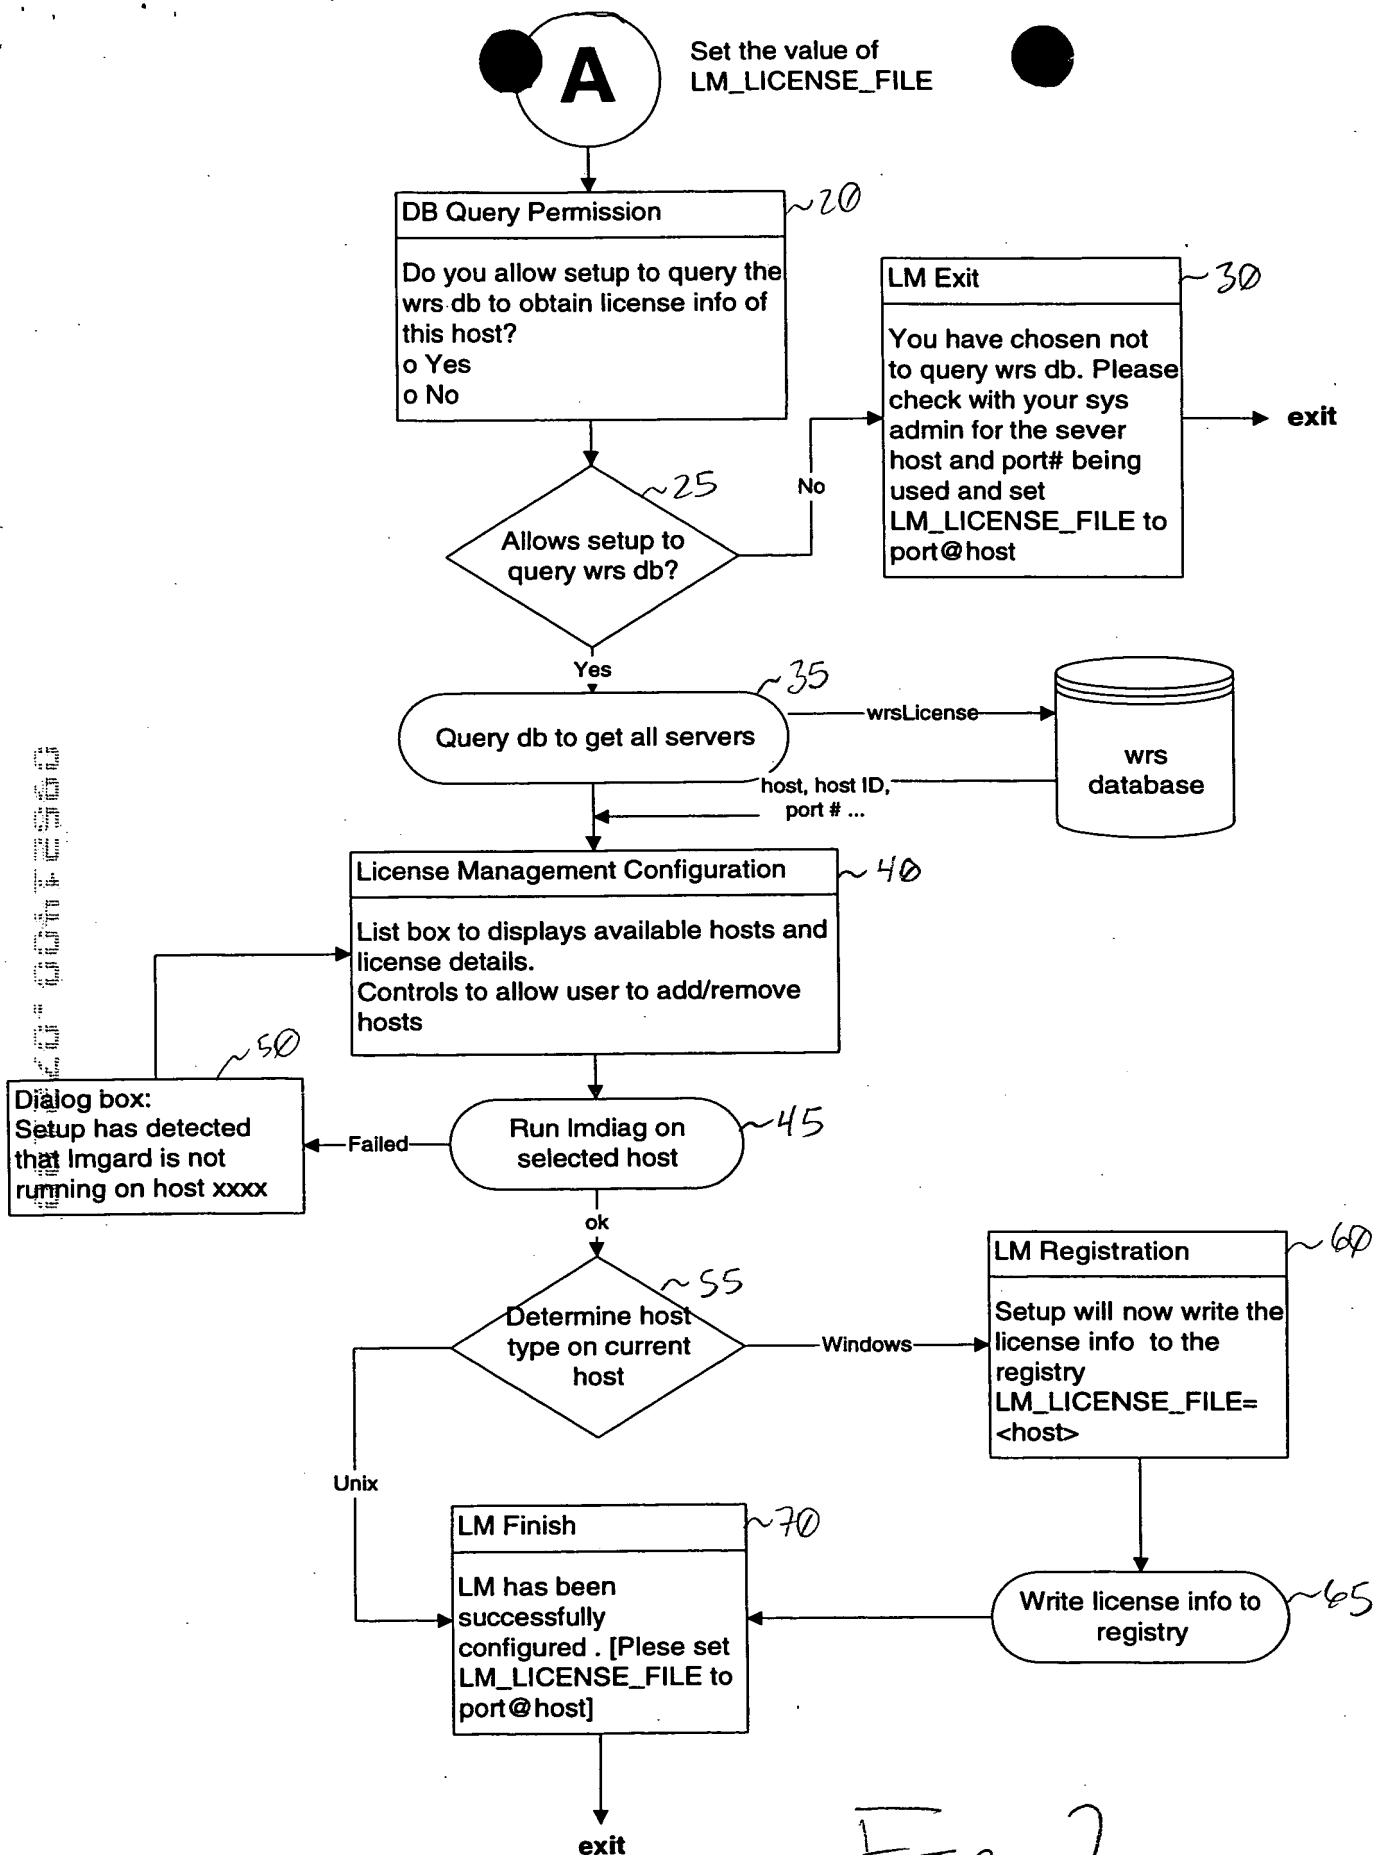 A
Set the value of
LM_LICENSE_FILE
DB Query Permission
~20
Do you allow setup to query the
wrs db to obtain license info of
this host?
o Yes
o No
LM Exit
~30
You have chosen not
to query wrs db. Please
check with your sys
admin for the sever
host and port# being
used and set
LM_LICENSE_FILE to
port@host
exit
~25
No
Allows setup to
query wrs db?
Yes
~35
Query db to get all servers
wrsLicense
wrs
database
host, host ID,
port # ...
License Management Configuration
~40
List box to displays available hosts and
license details.
Controls to allow user to add/remove
hosts
~50
Dialog box:
Setup has detected
that lmgard is not
running on host xxxx
Failed
Run lmdiag on
selected host
~45
ok
~55
Determine host
type on current
host
Windows
Unix
LM Registration
~60
Setup will now write the
license info to the
registry
LM_LICENSE_FILE=
<host>
Write license info to
registry
~65
LM Finish
~70
LM has been
successfully
configured . [Plese set
LM_LICENSE_FILE to
port@host]
exit